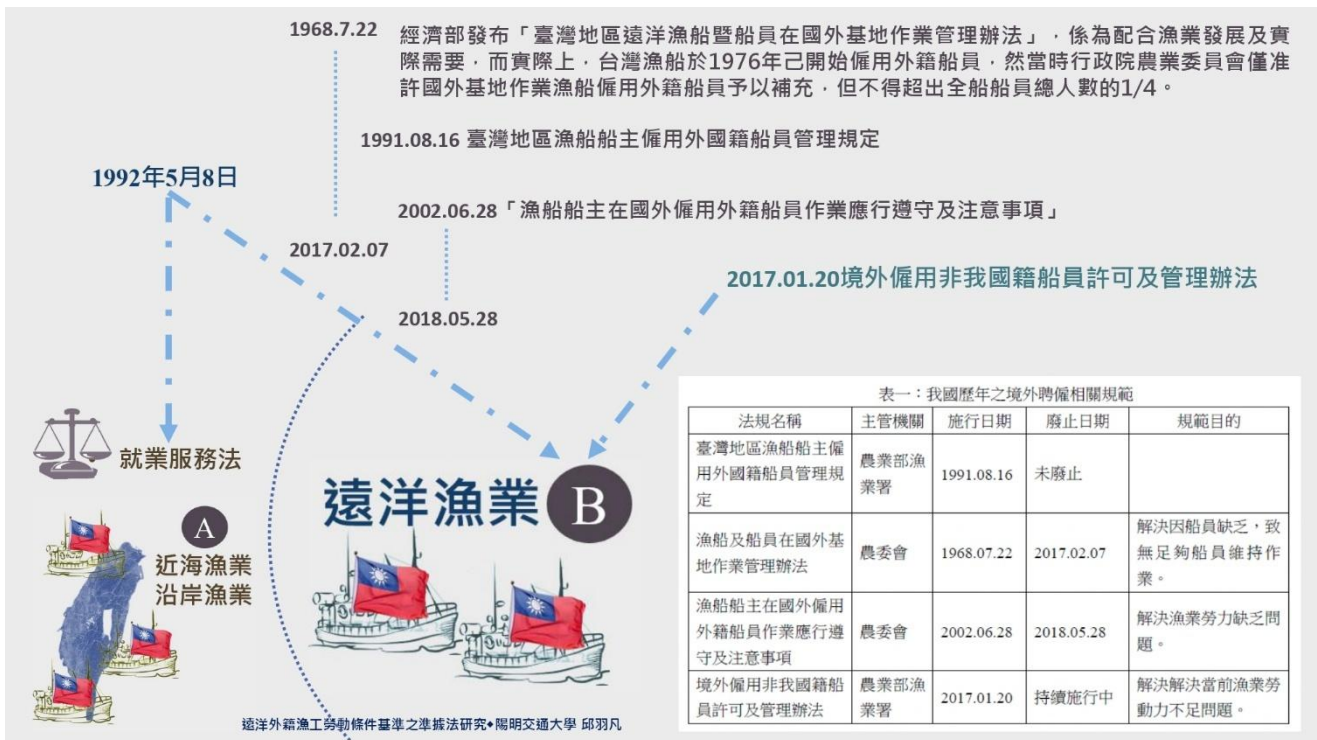 1968.7.22
經濟部發布「臺灣地區遠洋漁船暨船員在國外基地作業管理辦法」，係為配合漁業發展及實
際需要，而實際上，台灣漁船於1976年己開始僱用外籍船員，然當時行政院農業委員會僅准
許國外基地作業漁船僱用外籍船員予以補充，但不得超出全船船員總人數的1/4。
1991.08.16 臺灣地區漁船船主僱用外國籍船員管理規定
1992年5月8日
2002.06.28「漁船船主在國外僱用外籍船員作業應行遵守及注意事項」
2017.02.07
2017.01.20境外僱用非我國籍船員許可及管理辦法
2018.05.28
就業服務法
A
近海漁業
沿岸漁業
遠洋漁業 B
表一：我國歷年之境外聘僱相關規範
法規名稱 主管機關 施行日期 廢止日期 規範目的
臺灣地區漁船船主僱
用外國籍船員管理規
定
農業部漁
業署
1991.08.16
未廢止
漁船及船員在國外基
地作業管理辦法
農委會
1968.07.22
2017.02.07
解決因船員缺乏，致
無足夠船員維持作
業。
漁船船主在國外僱用
外籍船員作業應行遵
守及注意事項
農委會
2002.06.28
2018.05.28
解決漁業勞力缺乏問
題。
境外僱用非我國籍船
員許可及管理辦法
農業部漁
業署
2017.01.20
持續施行中
解決解決當前漁業勞
動力不足問題。
遠洋外籍漁工勞動條件基準之準據法研究◆陽明交通大學 邱羽凡